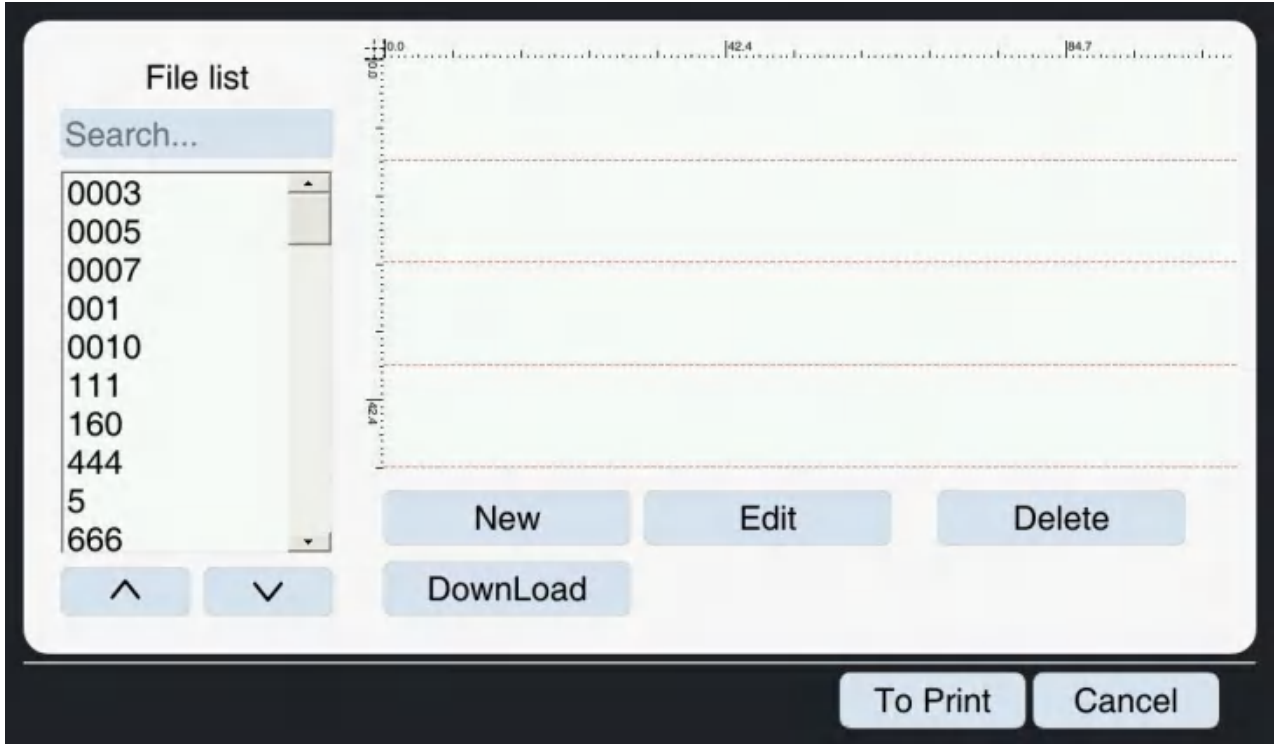 File list
Search...
0003
0005
0007
001
0010
111
160
444
5
666
0.0
42.4
84.7
0.0
42.4
New
Edit
Delete
DownLoad
To Print
Cancel